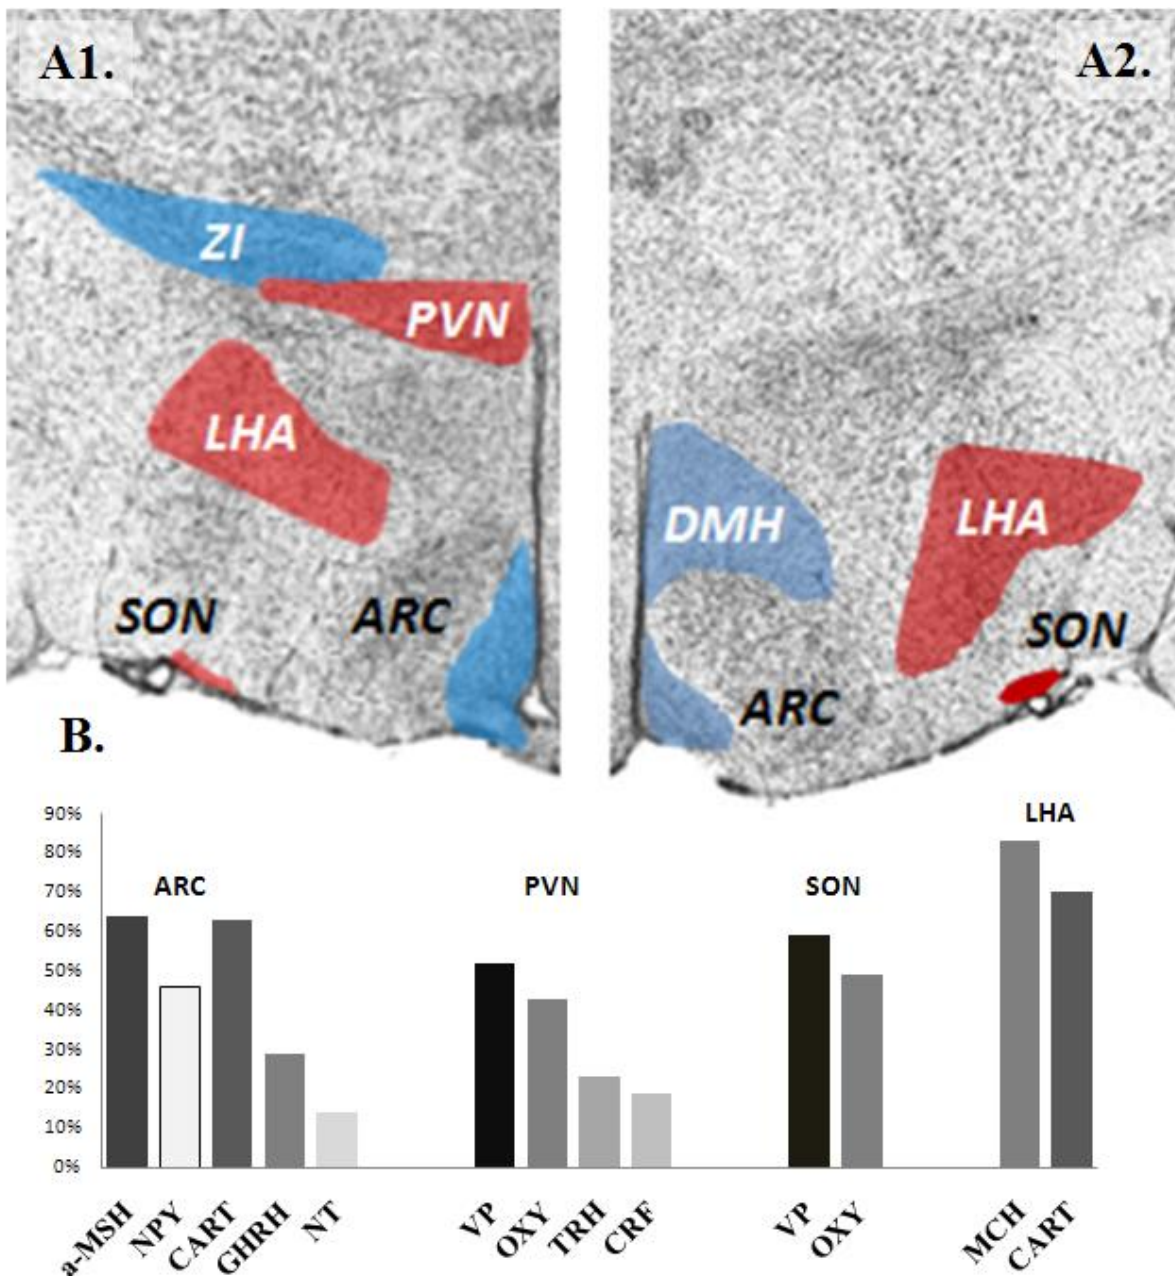 A1.
A2.
ZI
PVN
LHA
DMH
LHA
SON
ARC
SON
ARC
B.
90%
LHA
80%
70%
ARC
PVN
SON
60%
50%
40%
30%
20%
10%
0%
a-MSH
NPY
CART
GHRH
NT
VP
OXY
TRH
CRF
VP
OXY
MCH
CART